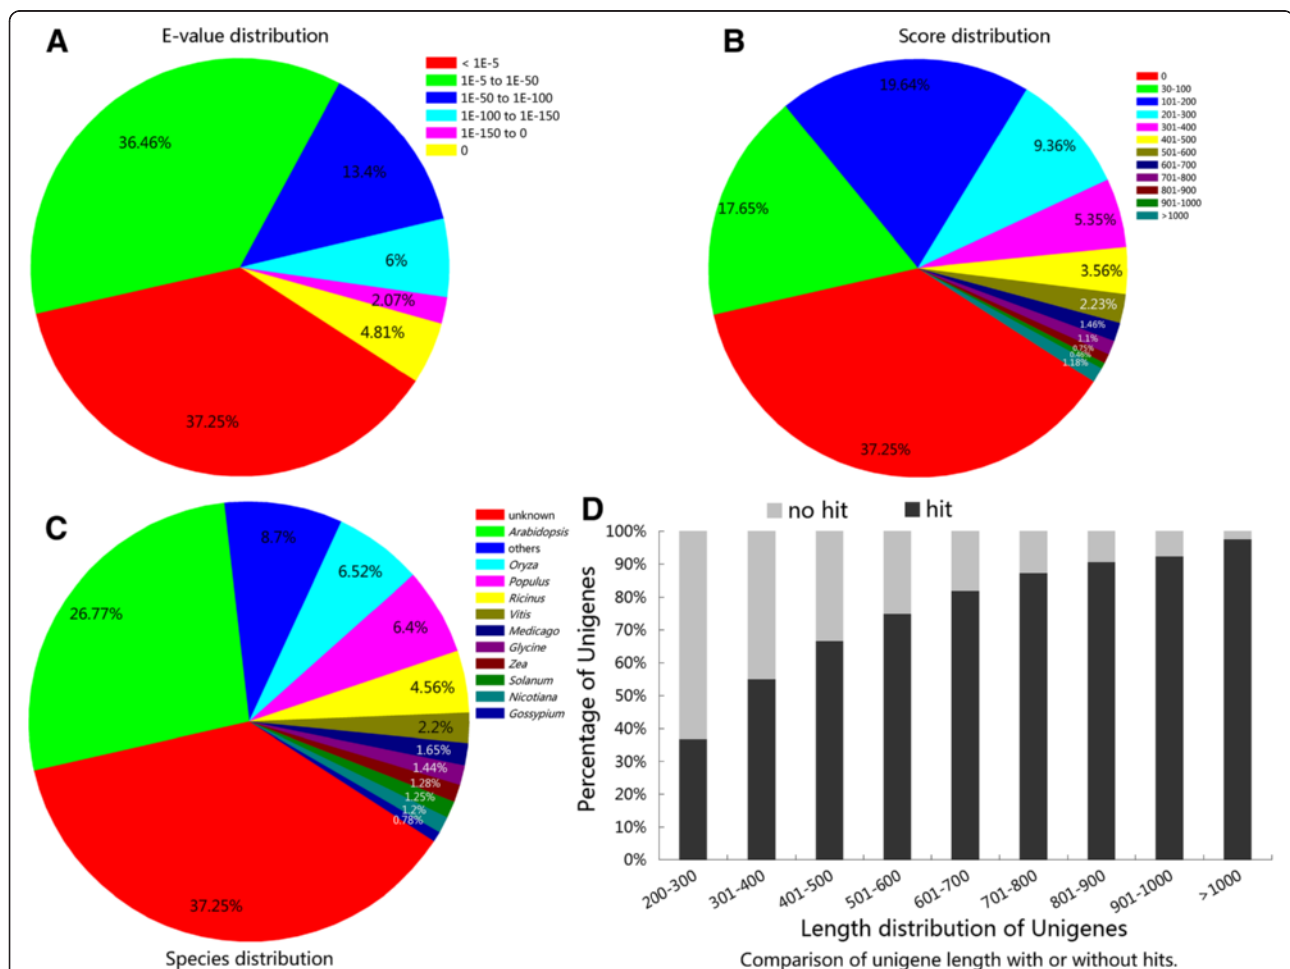 A
E-value distribution
< 1E-5
1E-5 to 1E-50
1E-50 to 1E-100
1E-100 to 1E-150
1E-150 to 0
0
36.46%
13.4%
6%
2.07%
4.81%
37.25%
B
Score distribution
0
30-100
101-200
201-300
301-400
401-500
501-600
601-700
701-800
801-900
901-1000
>1000
19.64%
9.36%
17.65%
5.35%
3.56%
2.23%
1.46%
1.1%
0.75%
0.46%
1.18%
37.25%
C
unknown
Arabidopsis
others
Oryza
Populus
Ricinus
Vitis
Medicago
Glycine
Zea
Solanum
Nicotiana
Gossypium
8.7%
6.52%
26.77%
6.4%
4.56%
2.2%
1.65%
1.44%
1.28%
1.25%
1.2%
0.78%
37.25%
Species distribution
D
no hit hit
Percentage of Unigenes
100%
90%
80%
70%
60%
50%
40%
30%
20%
10%
0%
200-300
301-400
401-500
501-600
601-700
701-800
801-900
901-1000
>1000
Length distribution of Unigenes
Comparison of unigene length with or without hits.